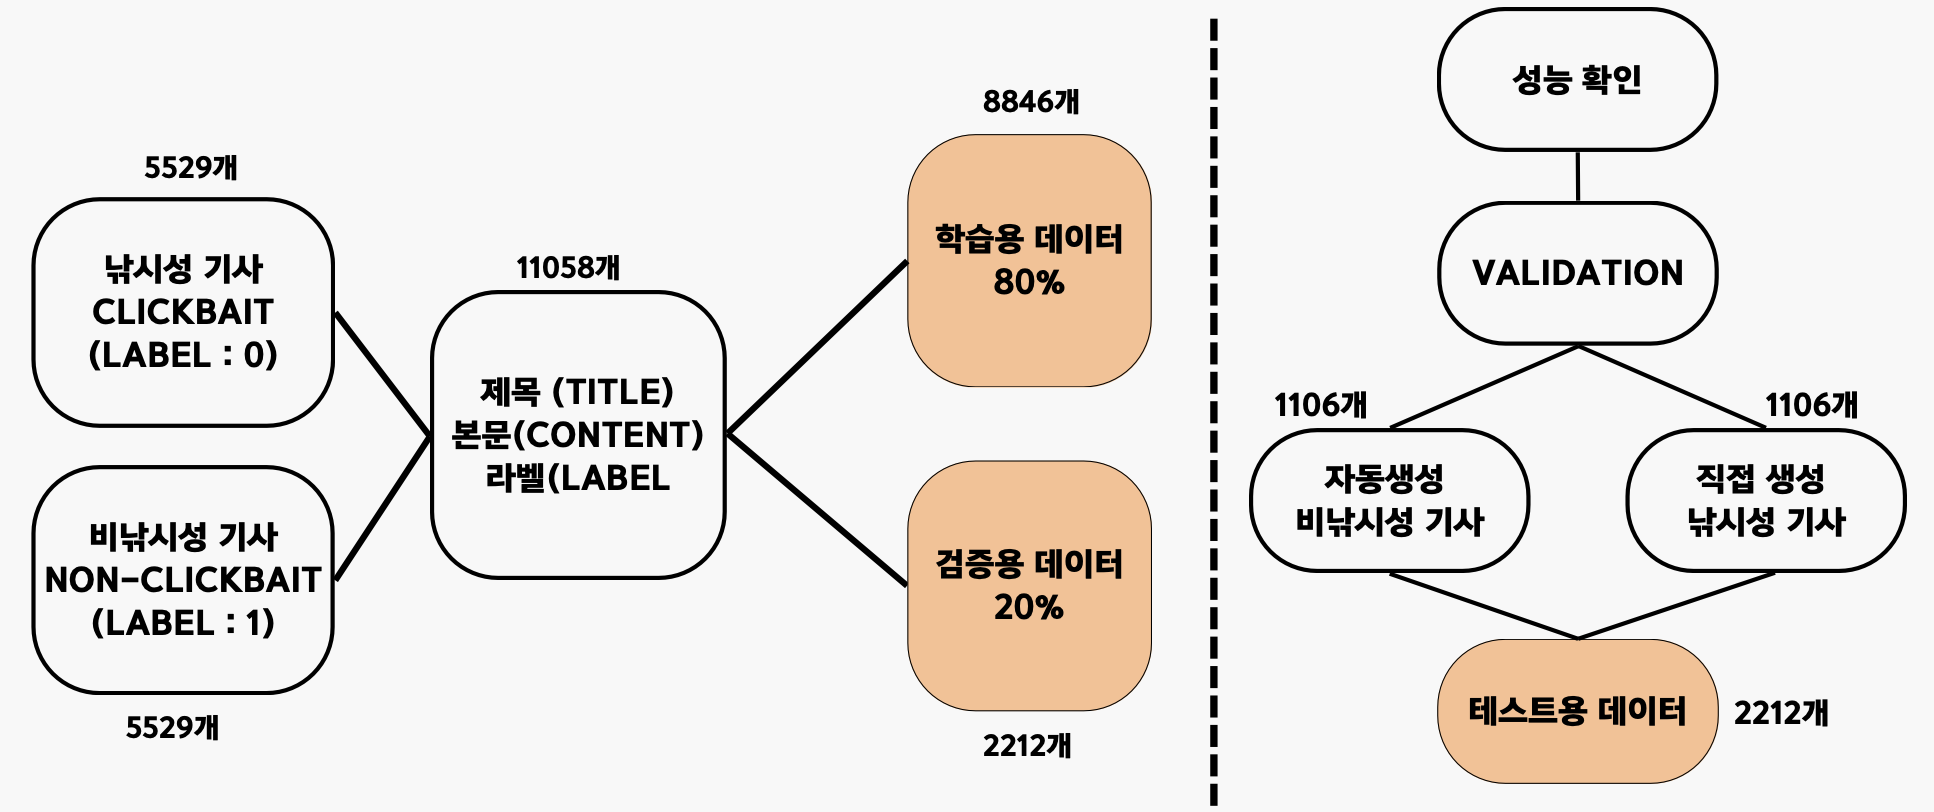 5529개
낚시성 기사
CLICKBAIT
(LABEL : 0)
비낚시성 기사
NON-CLICKBAIT
(LABEL : 1)
5529개
11058개
제목 (TITLE)
본문(CONTENT)
라벨(LABEL
8846개
학습용 데이터
80%
검증용 데이터
20%
2212개
성능 확인
VALIDATION
1106개
자동생성
비낚시성 기사
1106개
직접 생성
낚시성 기사
테스트용 데이터
2212개